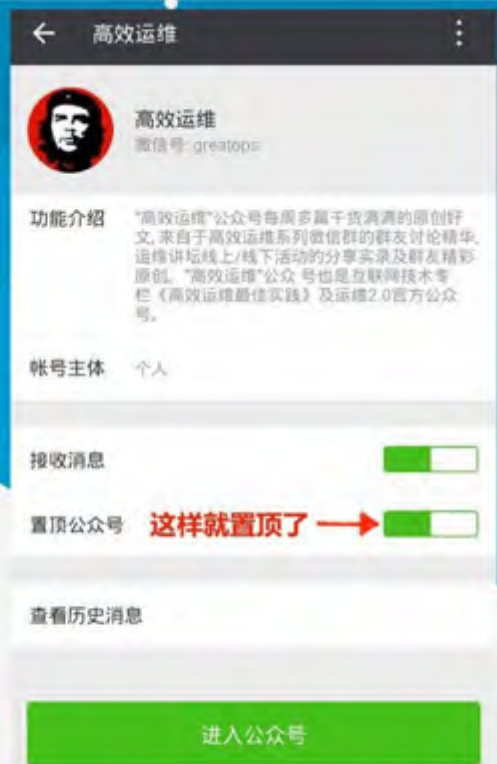 高效运维
高效运维
微信号: greatops
功能介绍
“高效运维”公众号每周多篇干货满满的原创好
文, 来自于高效运维系列微信群的群友讨论精华,
运维讲坛线上/线下活动的分享实录及群友精彩
原创。“高效运维”公众 号也是互联网技术专
栏《高效运维最佳实践》及运维2.0官方公众
号。
帐号主体 个人
接收消息
置顶公众号 这样就置顶了
查看历史消息
进入公众号